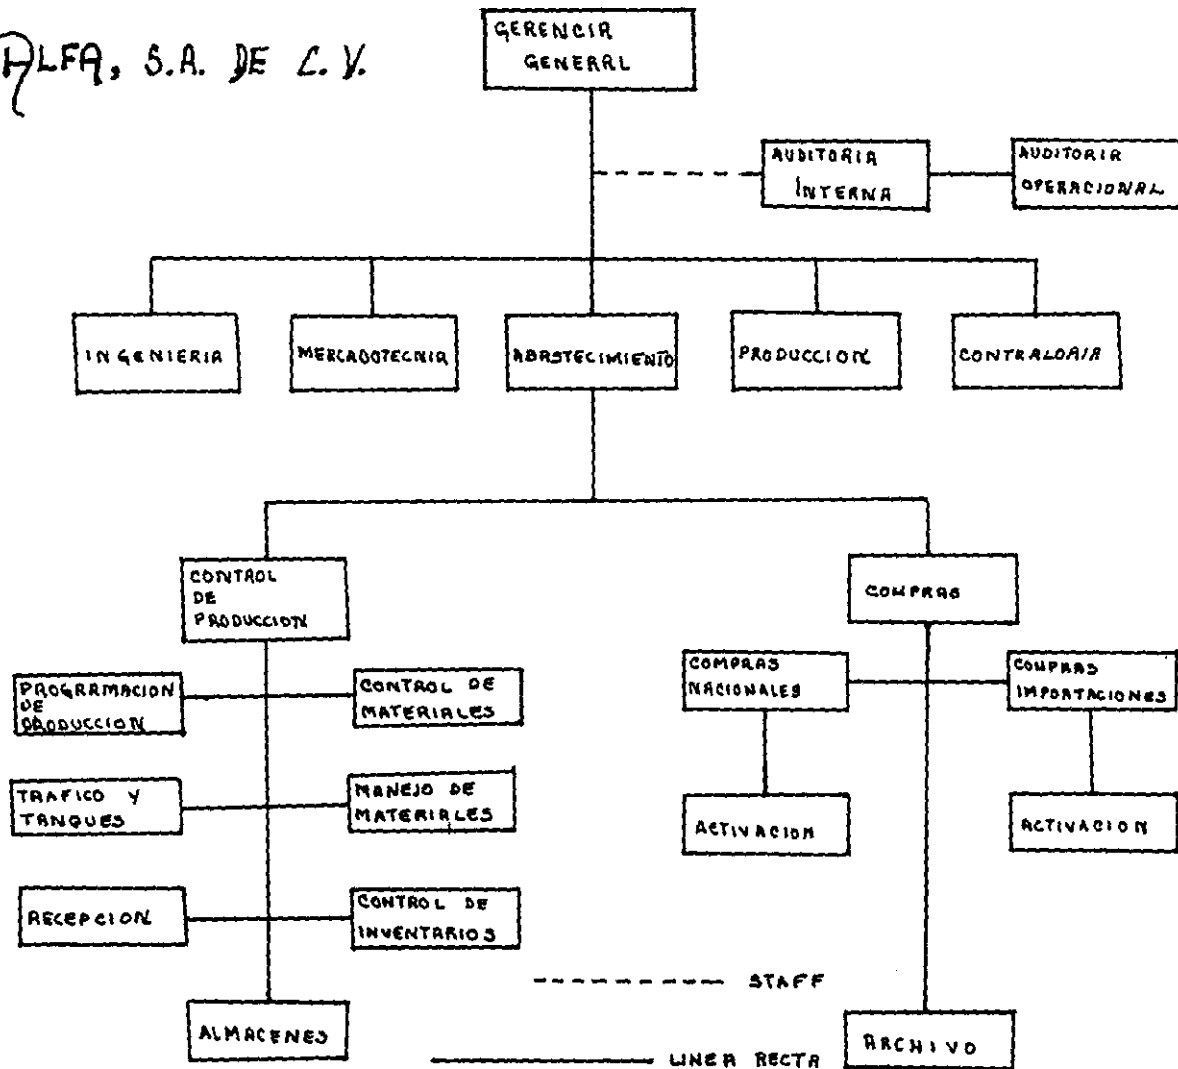 ALFA, S.A. DE C.V.
GERENCIA
GENERAL
AUDITORIA
INTERNA
AUDITORIA
OPERACIONAL
INGENIERIA
MERCADOTECNIA
ABASTECIMIENTO
PRODUCCION
CONTRALORIA
CONTROL
DE
PRODUCCION
COMPRAS
PROGRAMACION
DE
PRODUCCION
CONTROL DE
MATERIALES
COMPRAS
NACIONALES
COMPRAS
IMPORTACIONES
TRAFICO Y
TANQUES
MANEJO DE
MATERIALES
ACTIVACION
ACTIVACION
RECEPCION
CONTROL DE
INVENTARIOS
STAFF
ALMACENES
ARCHIVO
LINEA RECTA